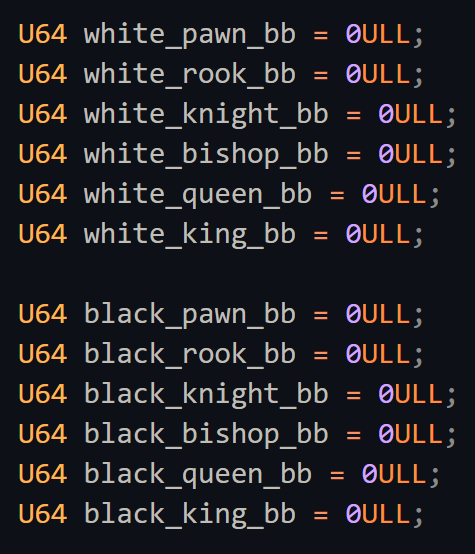 U64 white_pawn_bb = 0ULL;
U64 white_rook_bb = 0ULL;
U64 white_knight_bb = 0ULL;
U64 white_bishop_bb = 0ULL;
U64 white_queen_bb = 0ULL;
U64 white_king_bb = 0ULL;

U64 black_pawn_bb = 0ULL;
U64 black_rook_bb = 0ULL;
U64 black_knight_bb = 0ULL;
U64 black_bishop_bb = 0ULL;
U64 black_queen_bb = 0ULL;
U64 black_king_bb = 0ULL;